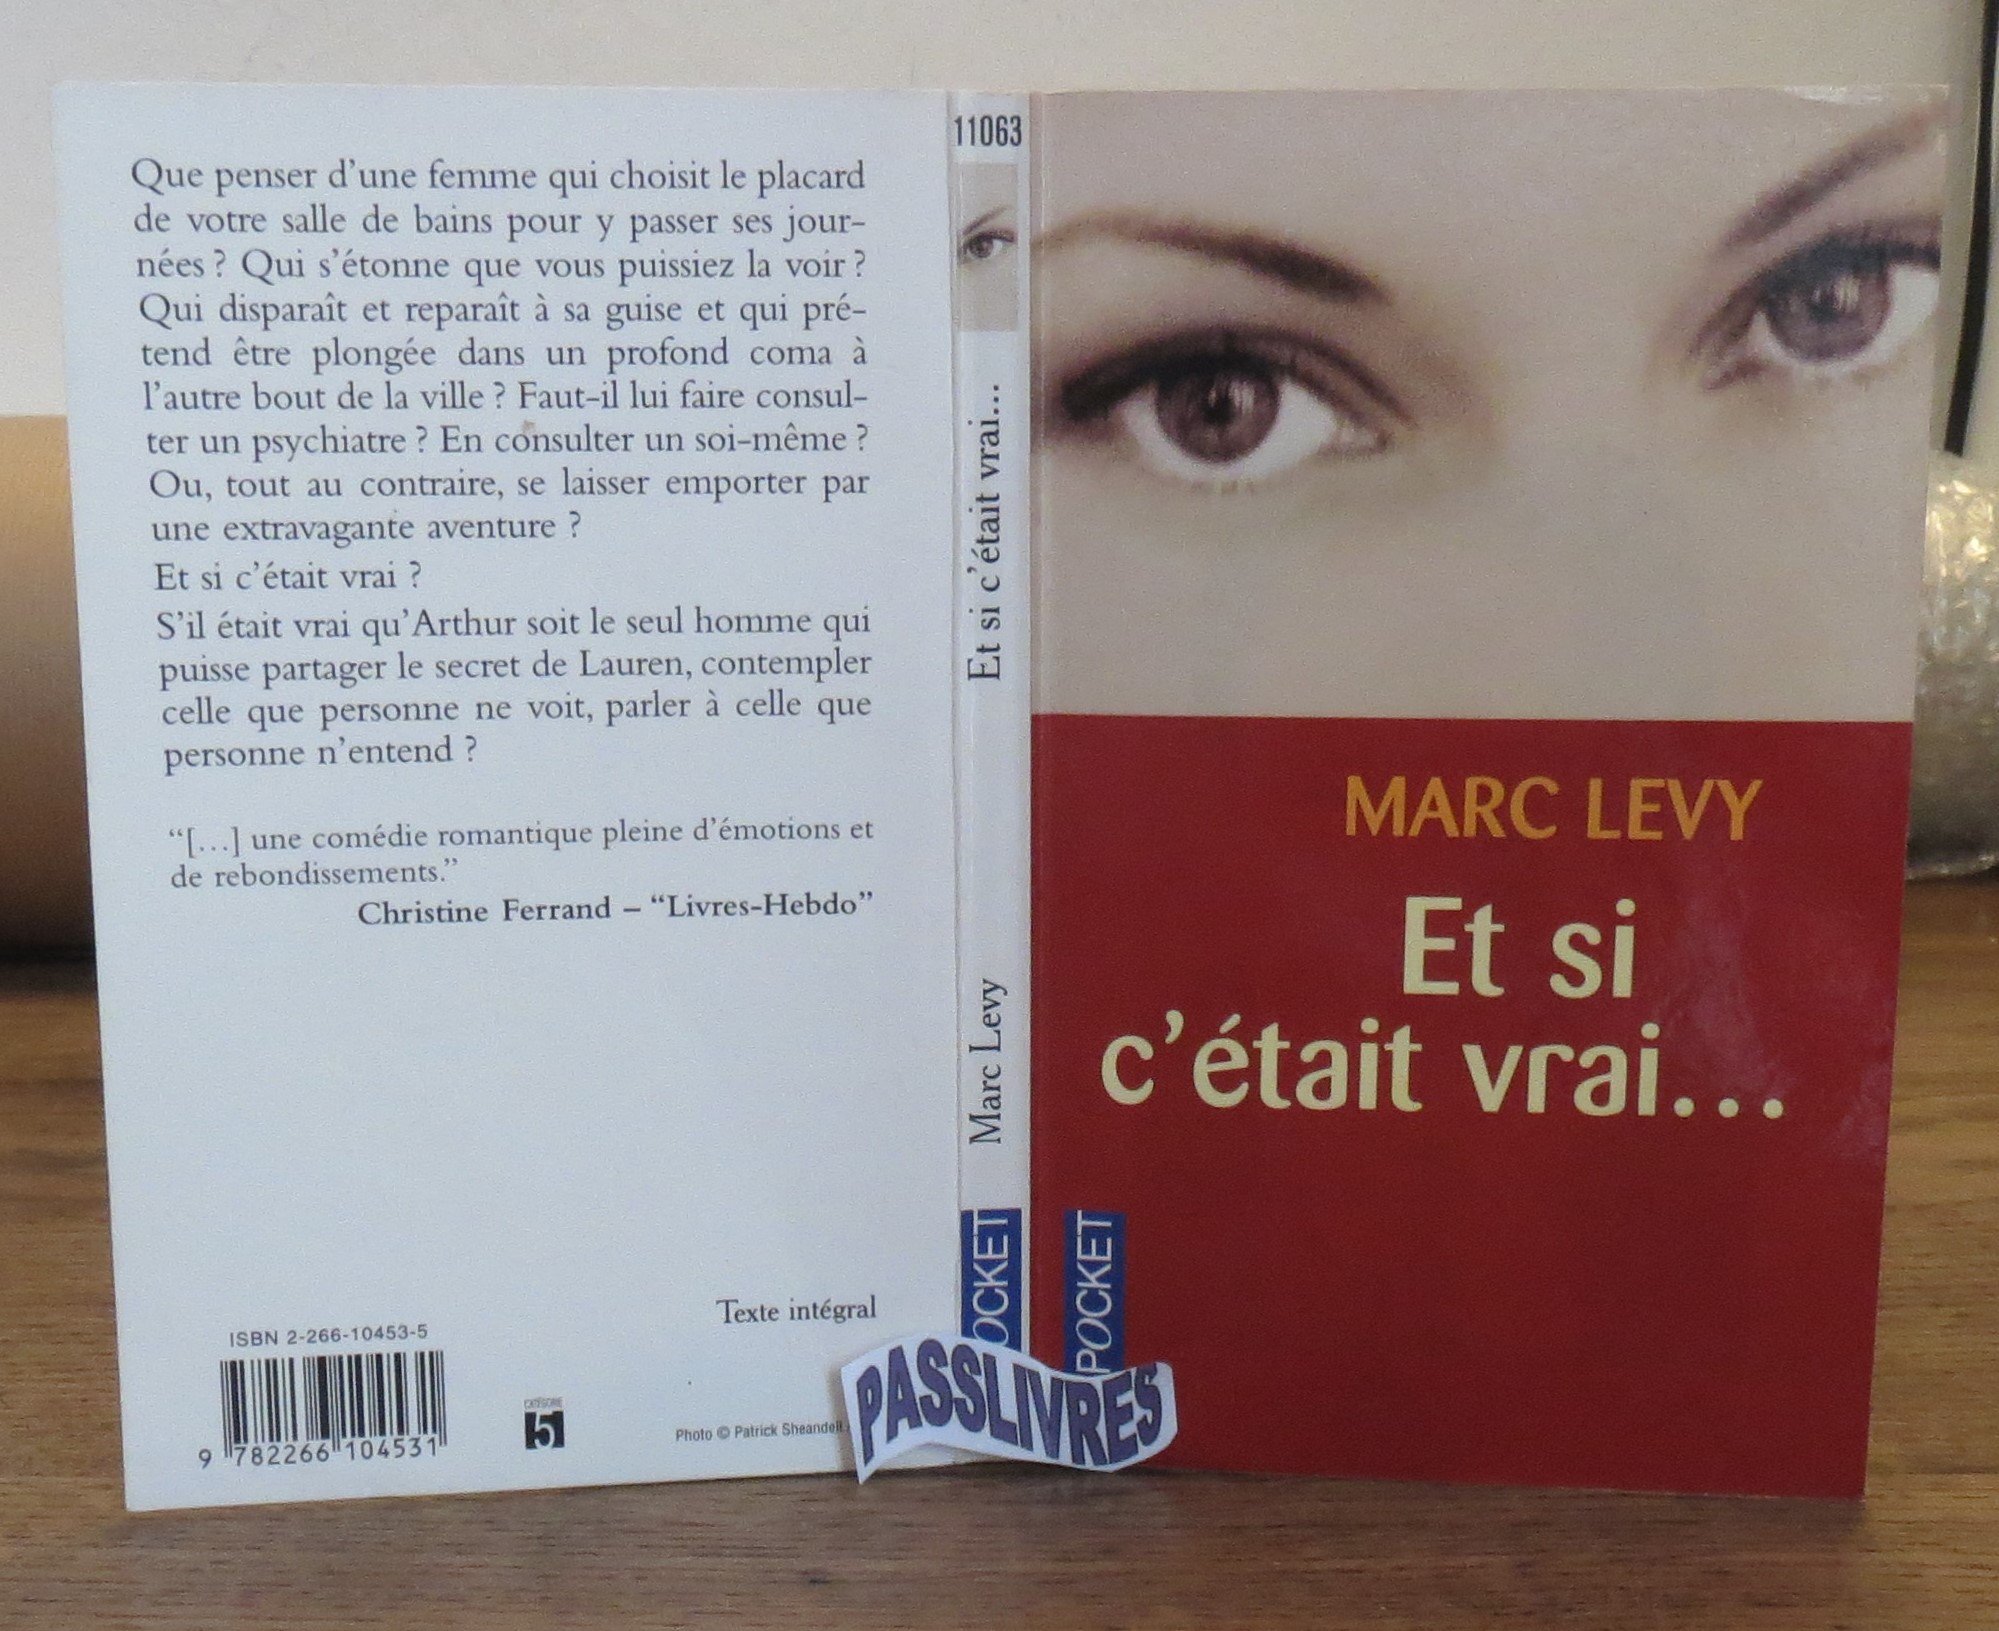 Que penser d'une femme qui choisit le placard
de votre salle de bains pour y passer ses jour-
nées ? Qui s'étonne que vous puissiez la voir ?
Qui disparaît et reparaît à sa guise et qui pré-
tend être plongée dans un profond coma à
l'autre bout de la ville ? Faut-il lui faire consul-
ter un psychiatre ? En consulter un soi-même ?
Ou, tout au contraire, se laisser emporter par
une extravagante aventure ?
Et si c'était vrai ?
S'il était vrai qu'Arthur soit le seul homme qui
puisse partager le secret de Lauren, contempler
celle que personne ne voit, parler à celle que
personne n'entend ?
“[…] une comédie romantique pleine d'émotions et
de rebondissements.”
Christine Ferrand – “Livres-Hebdo”
Texte intégral
ISBN 2-266-10453-5
9 782266 104531
CATÉGORIE
5
Photo © Patrick Sheandell
11063
Et si c'était vrai...
Marc Levy
POCKET
MARC LEVY
Et si
c'était vrai...
POCKET
PASSLIVRES